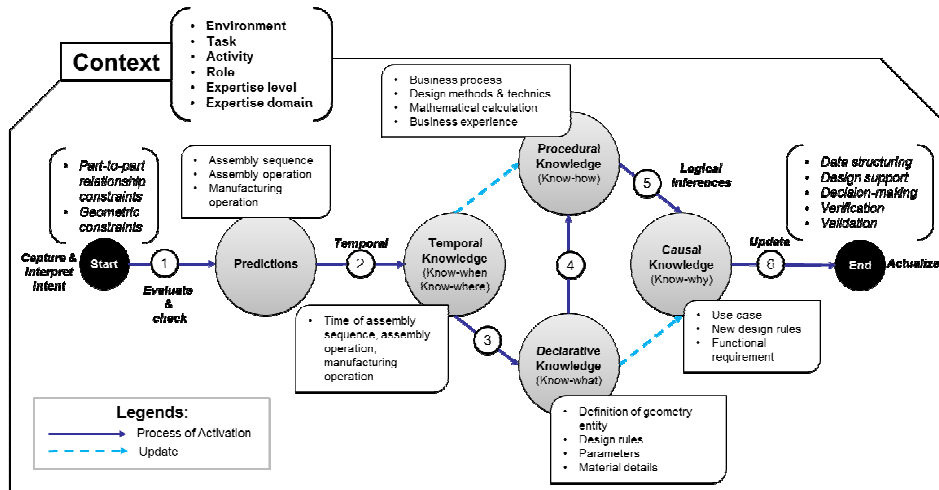 Context
• Environment
• Task
• Activity
• Role
• Expertise level
• Expertise domain
• Part-to-part
relationship
constraints
• Geometric
constraints
Capture &
Interpret
Intent
Start
1
Evaluate
&
check
• Assembly sequence
• Assembly operation
• Manufacturing
operation
Predictions
Temporal
2
Temporal
Knowledge
(Know-when
Know-where)
• Time of assembly
sequence, assembly
operation,
manufacturing
operation
3
• Business process
• Design methods & technics
• Mathematical calculation
• Business experience
Procedural
Knowledge
(Know-how)
4
Declarative
Knowledge
(Know-what)
• Definition of geometry
entity
• Design rules
• Parameters
• Material details
5
Logical
inferences
Causal
Knowledge
(Know-why)
• Use case
• New design rules
• Functional
requirement
Update
6
• Data structuring
• Design support
• Decision-making
• Verification
• Validation
End
Actualize
Legends:
Process of Activation
Update